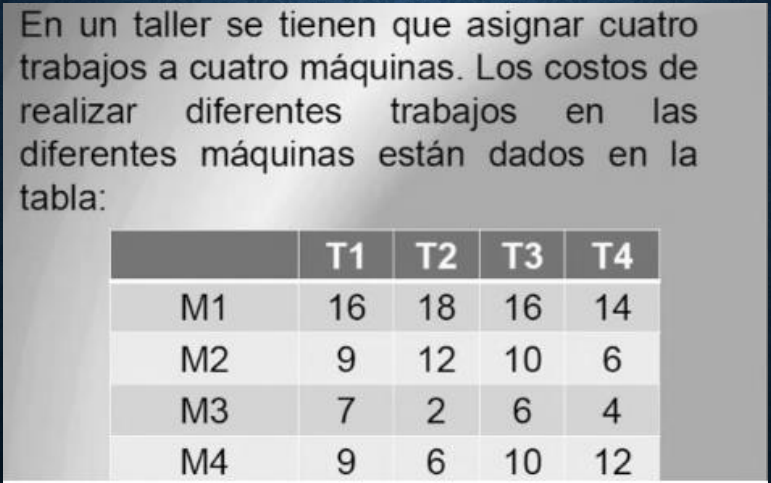 En un taller se tienen que asignar cuatro
trabajos a cuatro máquinas. Los costos de
realizar diferentes trabajos en las
diferentes máquinas están dados en la
tabla:
T1 T2 T3 T4
M1 16 18 16 14
M2 9 12 10 6
M3 7 2 6 4
M4 9 6 10 12